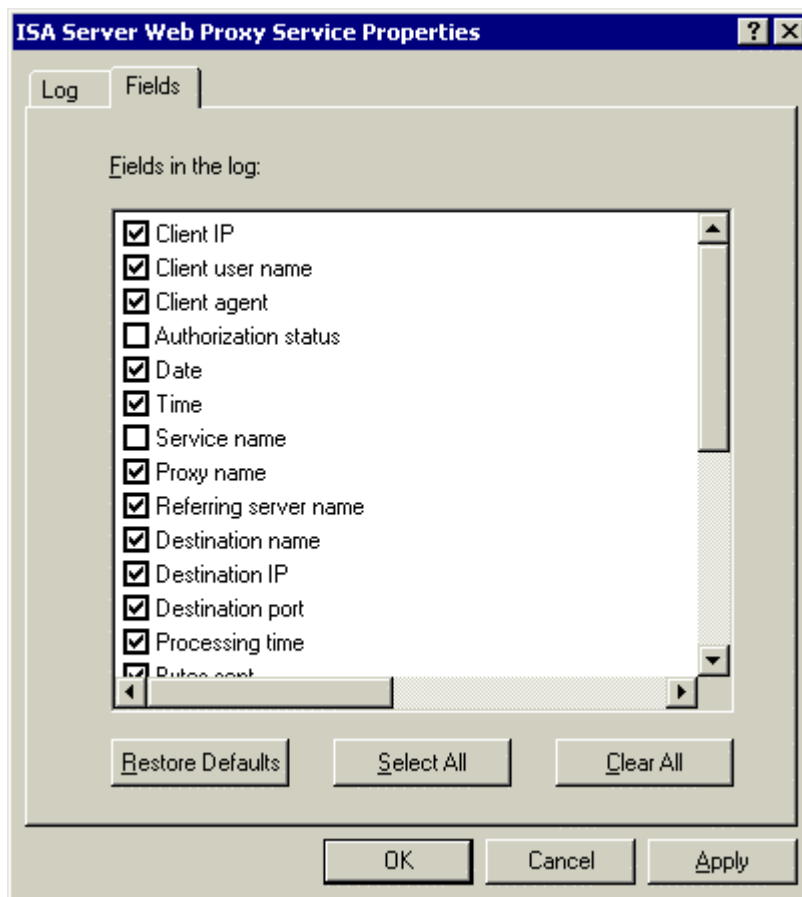 ISA Server Web Proxy Service Properties
Log
Fields
Fields in the log:
Client IP
Client user name
Client agent
Authorization status
Date
Time
Service name
Proxy name
Referring server name
Destination name
Destination IP
Destination port
Processing time
Bytes sent
Restore Defaults
Select All
Clear All
OK
Cancel
Apply